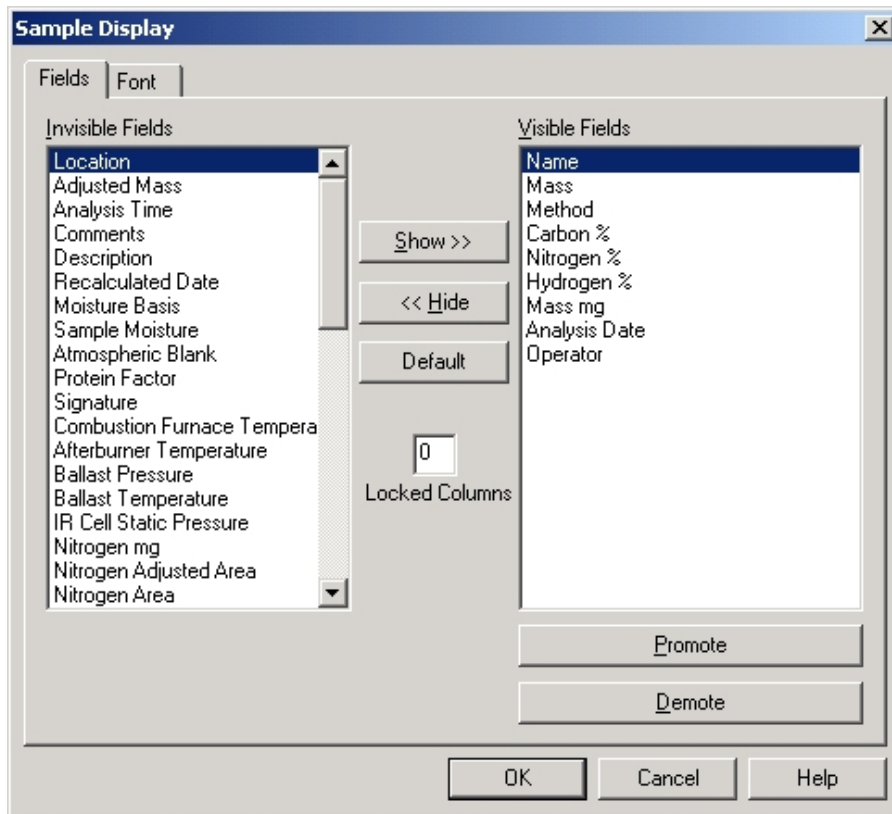 Sample Display
Fields
Font
Invisible Fields
Location
Adjusted Mass
Analysis Time
Comments
Description
Recalculated Date
Moisture Basis
Sample Moisture
Atmospheric Blank
Protein Factor
Signature
Combustion Furnace Tempera
Afterburner Temperature
Ballast Pressure
Ballast Temperature
IR Cell Static Pressure
Nitrogen mg
Nitrogen Adjusted Area
Nitrogen Area
Show >>
<< Hide
Default
0
Locked Columns
Visible Fields
Name
Mass
Method
Carbon %
Nitrogen %
Hydrogen %
Mass mg
Analysis Date
Operator
Promote
Demote
OK
Cancel
Help